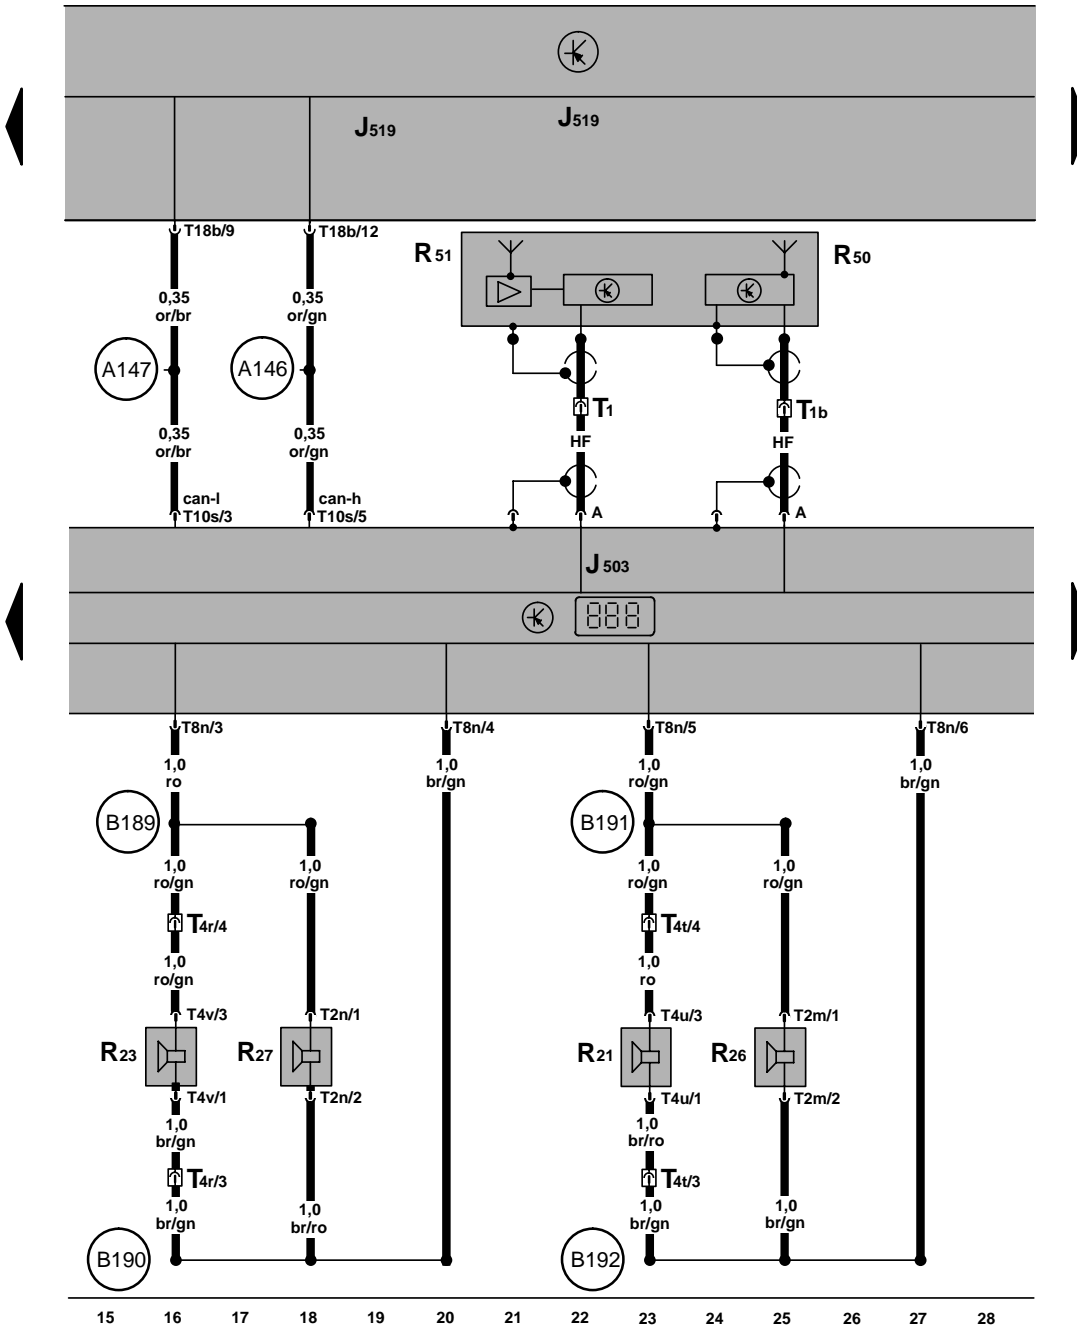 J519 J519
T18b/9 T18b/12
R51 R50
0,35 0,35
or/br or/gn
A147 A146
T1 T1b
0,35 0,35 HF HF
or/br or/gn
can-l can-h
T10s/3 T10s/5 A A
J503
888
T8n/3 T8n/4 T8n/5 T8n/6
1,0 1,0 1,0 1,0
ro br/gn ro/gn br/gn
B189 B191
1,0 1,0 1,0 1,0
ro/gn ro/gn ro/gn ro/gn
T4r/4 T4t/4
1,0 1,0
ro/gn ro
T4v/3 T2n/1 T4u/3 T2m/1
R23 R27 R21 R26
T4v/1 T2n/2 T4u/1 T2m/2
1,0 1,0
br/gn br/ro
T4r/3 T4t/3
1,0 1,0 1,0 1,0
br/gn br/ro br/gn br/gn
B190 B192
15 16 17 18 19 20 21 22 23 24 25 26 27 28